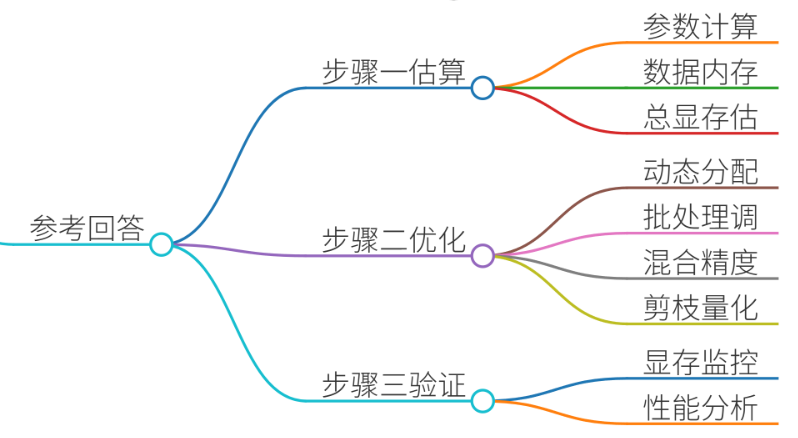 参数计算
步骤一估算
数据内存
总显存估
动态分配
参考回答
批处理调
步骤二优化
混合精度
剪枝量化
显存监控
步骤三验证
性能分析